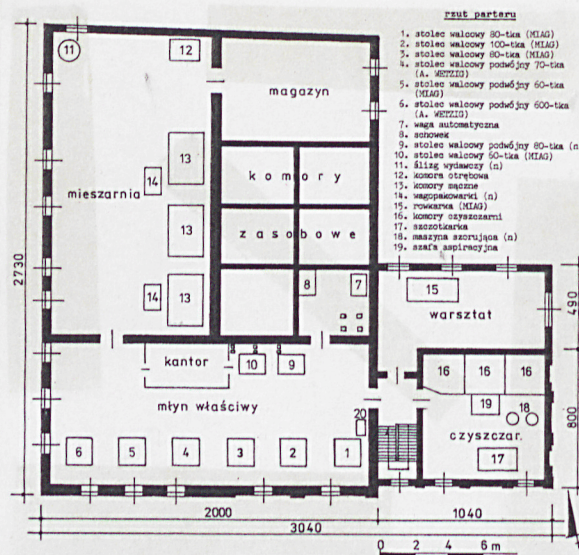 rzut parteru
1. stolec walcowy 80-tka (MIAG)
2. stolec walcowy 100-tka (MIAG)
3. stolec walcowy 80-tka (MIAG)
4. stolec walcowy podwójny 70-tka
(A. WETZIG)
5. stolec walcowy podwójny 60-tka
(MIAG)
6. stolec walcowy podwójny 600-tka
(A. WETZIG)
7. waga automatyczna
8. schowek
9. stolec walcowy podwójny 80-tka (n)
10. stolec walcowy 60-tka (MIAG)
11. ślizg wydawczy (n)
12. komora otrębowa
13. komory mączne
14. wagopakowarki (n)
15. rowkarka (MIAG)
16. komory czyszczarni
17. szczotkarka
18. maszyna szorująca (n)
19. szafa aspiracyjna
11
12
magazyn
13
14
komory
mieszarnia
13
zasobowe
8
7
15
14
13
warsztat
kantor
10
9
16
16
16
młyn właściwy
19
18
20
czyszczar.
6
5
4
3
2
1
17
2730
490
800
2000
1040
3040
0 2 4 6 m